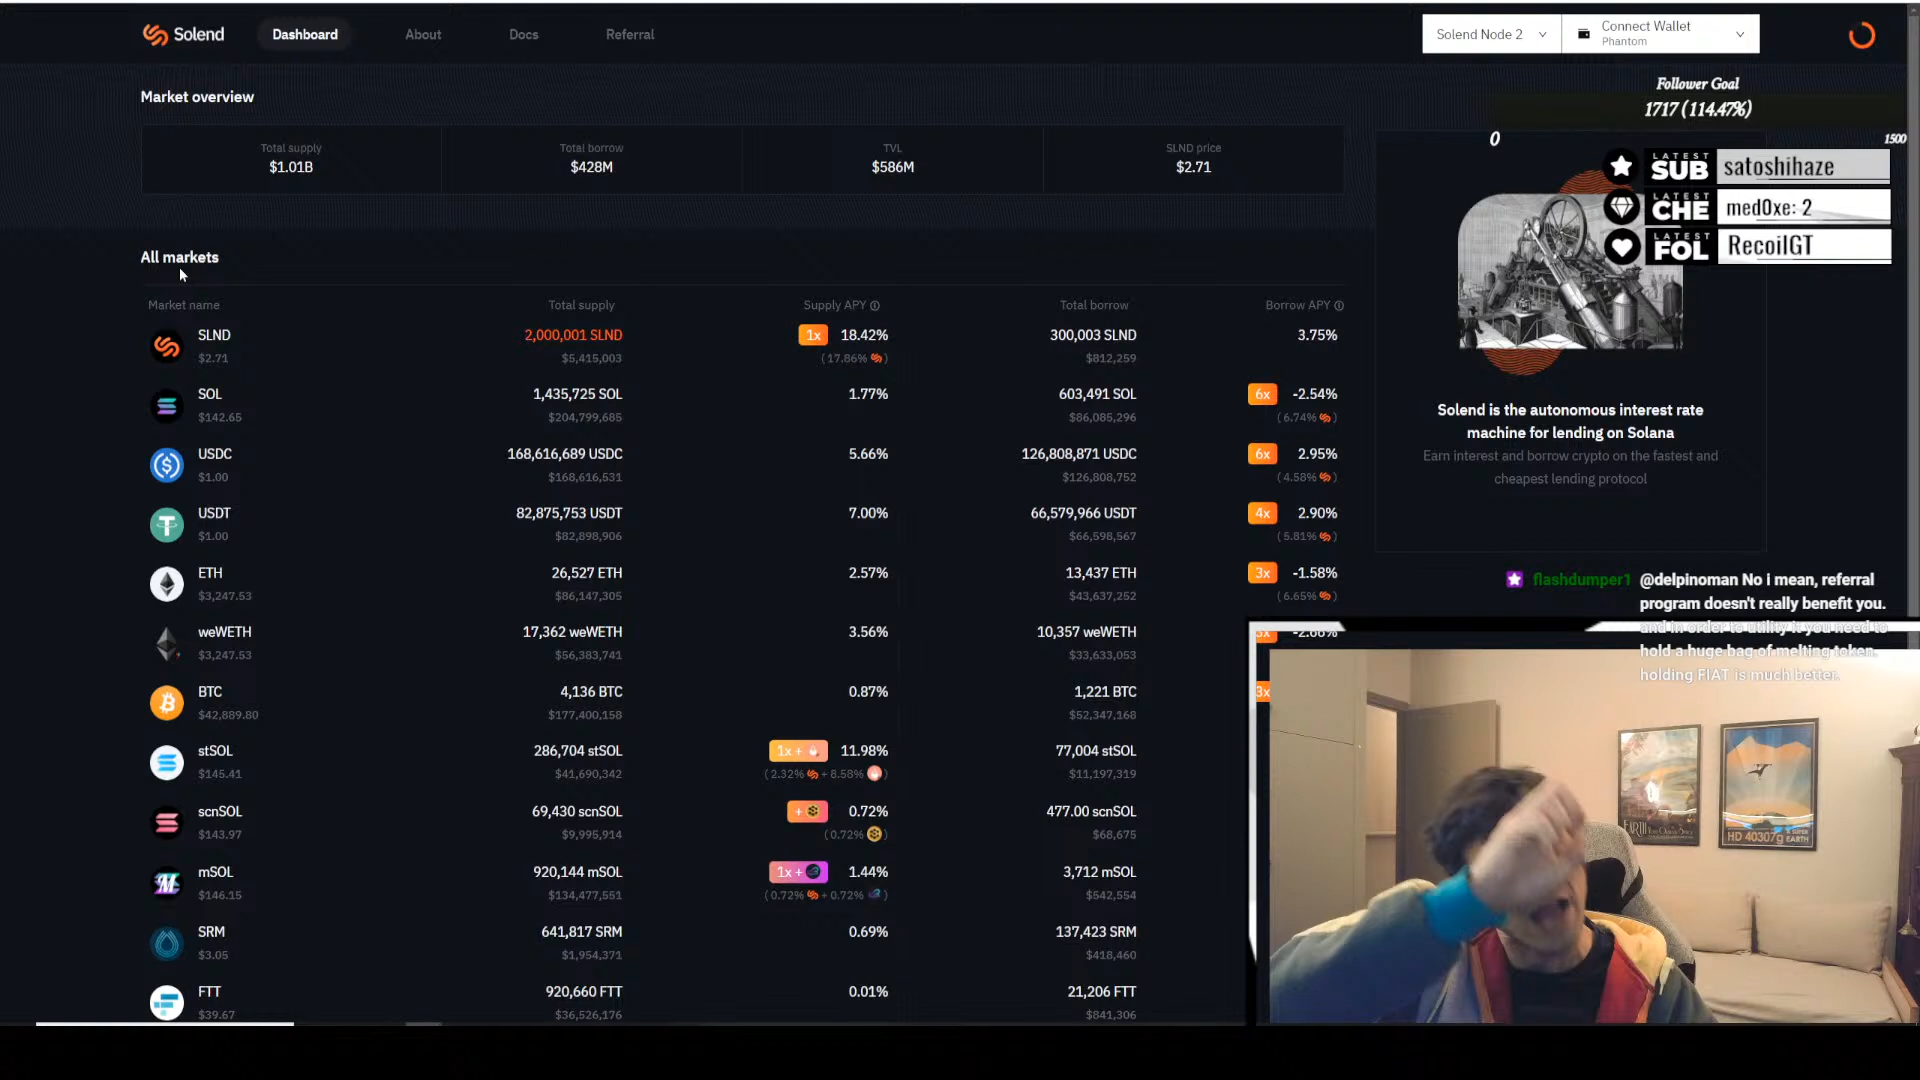 Solend
Dashboard
About
Docs
Referral
Solend Node 2
Connect Wallet
Phantom
Market overview
Total supply
$1.01B
Total borrow
$428M
TVL
$586M
SLND price
$2.71
Follower Goal
1717 (114.47%)
0
1500
LATEST
SUB
satoshihaze
LATEST
CHE
med0xe: 2
LATEST
FOL
RecoilGT
All markets
Market name
Total supply
Supply APY
Total borrow
Borrow APY
SLND
2,000,001 SLND
1x
18.42%
300,003 SLND
3.75%
$2.71
$5,415,003
(17.86%)
$812,259
SOL
1,435,725 SOL
1.77%
603,491 SOL
6x
-2.54%
$142.65
$204,799,685
$86,085,296
(6.74%)
USDC
168,616,689 USDC
5.66%
126,808,871 USDC
6x
2.95%
$1.00
$168,616,531
$126,808,752
(4.58%)
USDT
82,875,753 USDT
7.00%
66,579,966 USDT
4x
2.90%
$1.00
$82,898,906
$66,598,567
(5.81%)
ETH
26,527 ETH
2.57%
13,437 ETH
3x
-1.58%
$3,247.53
$86,147,305
$43,637,252
(6.65%)
weWETH
17,362 weWETH
3.56%
10,357 weWETH
3x
-2.66%
$3,247.53
$56,383,741
$33,633,053
BTC
4,136 BTC
0.87%
1,221 BTC
3x
$42,889.80
$177,400,158
$52,347,168
stSOL
286,704 stSOL
1x +
11.98%
77,004 stSOL
$145.41
$41,690,342
(2.32% + 8.58%)
$11,197,319
scnSOL
69,430 scnSOL
+
0.72%
477.00 scnSOL
$143.97
$9,995,914
(0.72%)
$68,675
mSOL
920,144 mSOL
1x +
1.44%
3,712 mSOL
$146.15
$134,477,551
(0.72% + 0.72%)
$542,554
SRM
641,817 SRM
0.69%
137,423 SRM
$3.05
$1,954,371
$418,460
FTT
920,660 FTT
0.01%
21,206 FTT
$39.67
$36,526,176
$841,306
Solend is the autonomous interest rate
machine for lending on Solana
Earn interest and borrow crypto on the fastest and
cheapest lending protocol
flashdumper1 @delpinoman No i mean, referral
program doesn't really benefit you.
and in order to utility it you need to
hold a huge bag of melting token.
holding FIAT is much better.
EARTH
HD 40307g
SUPER
EARTH